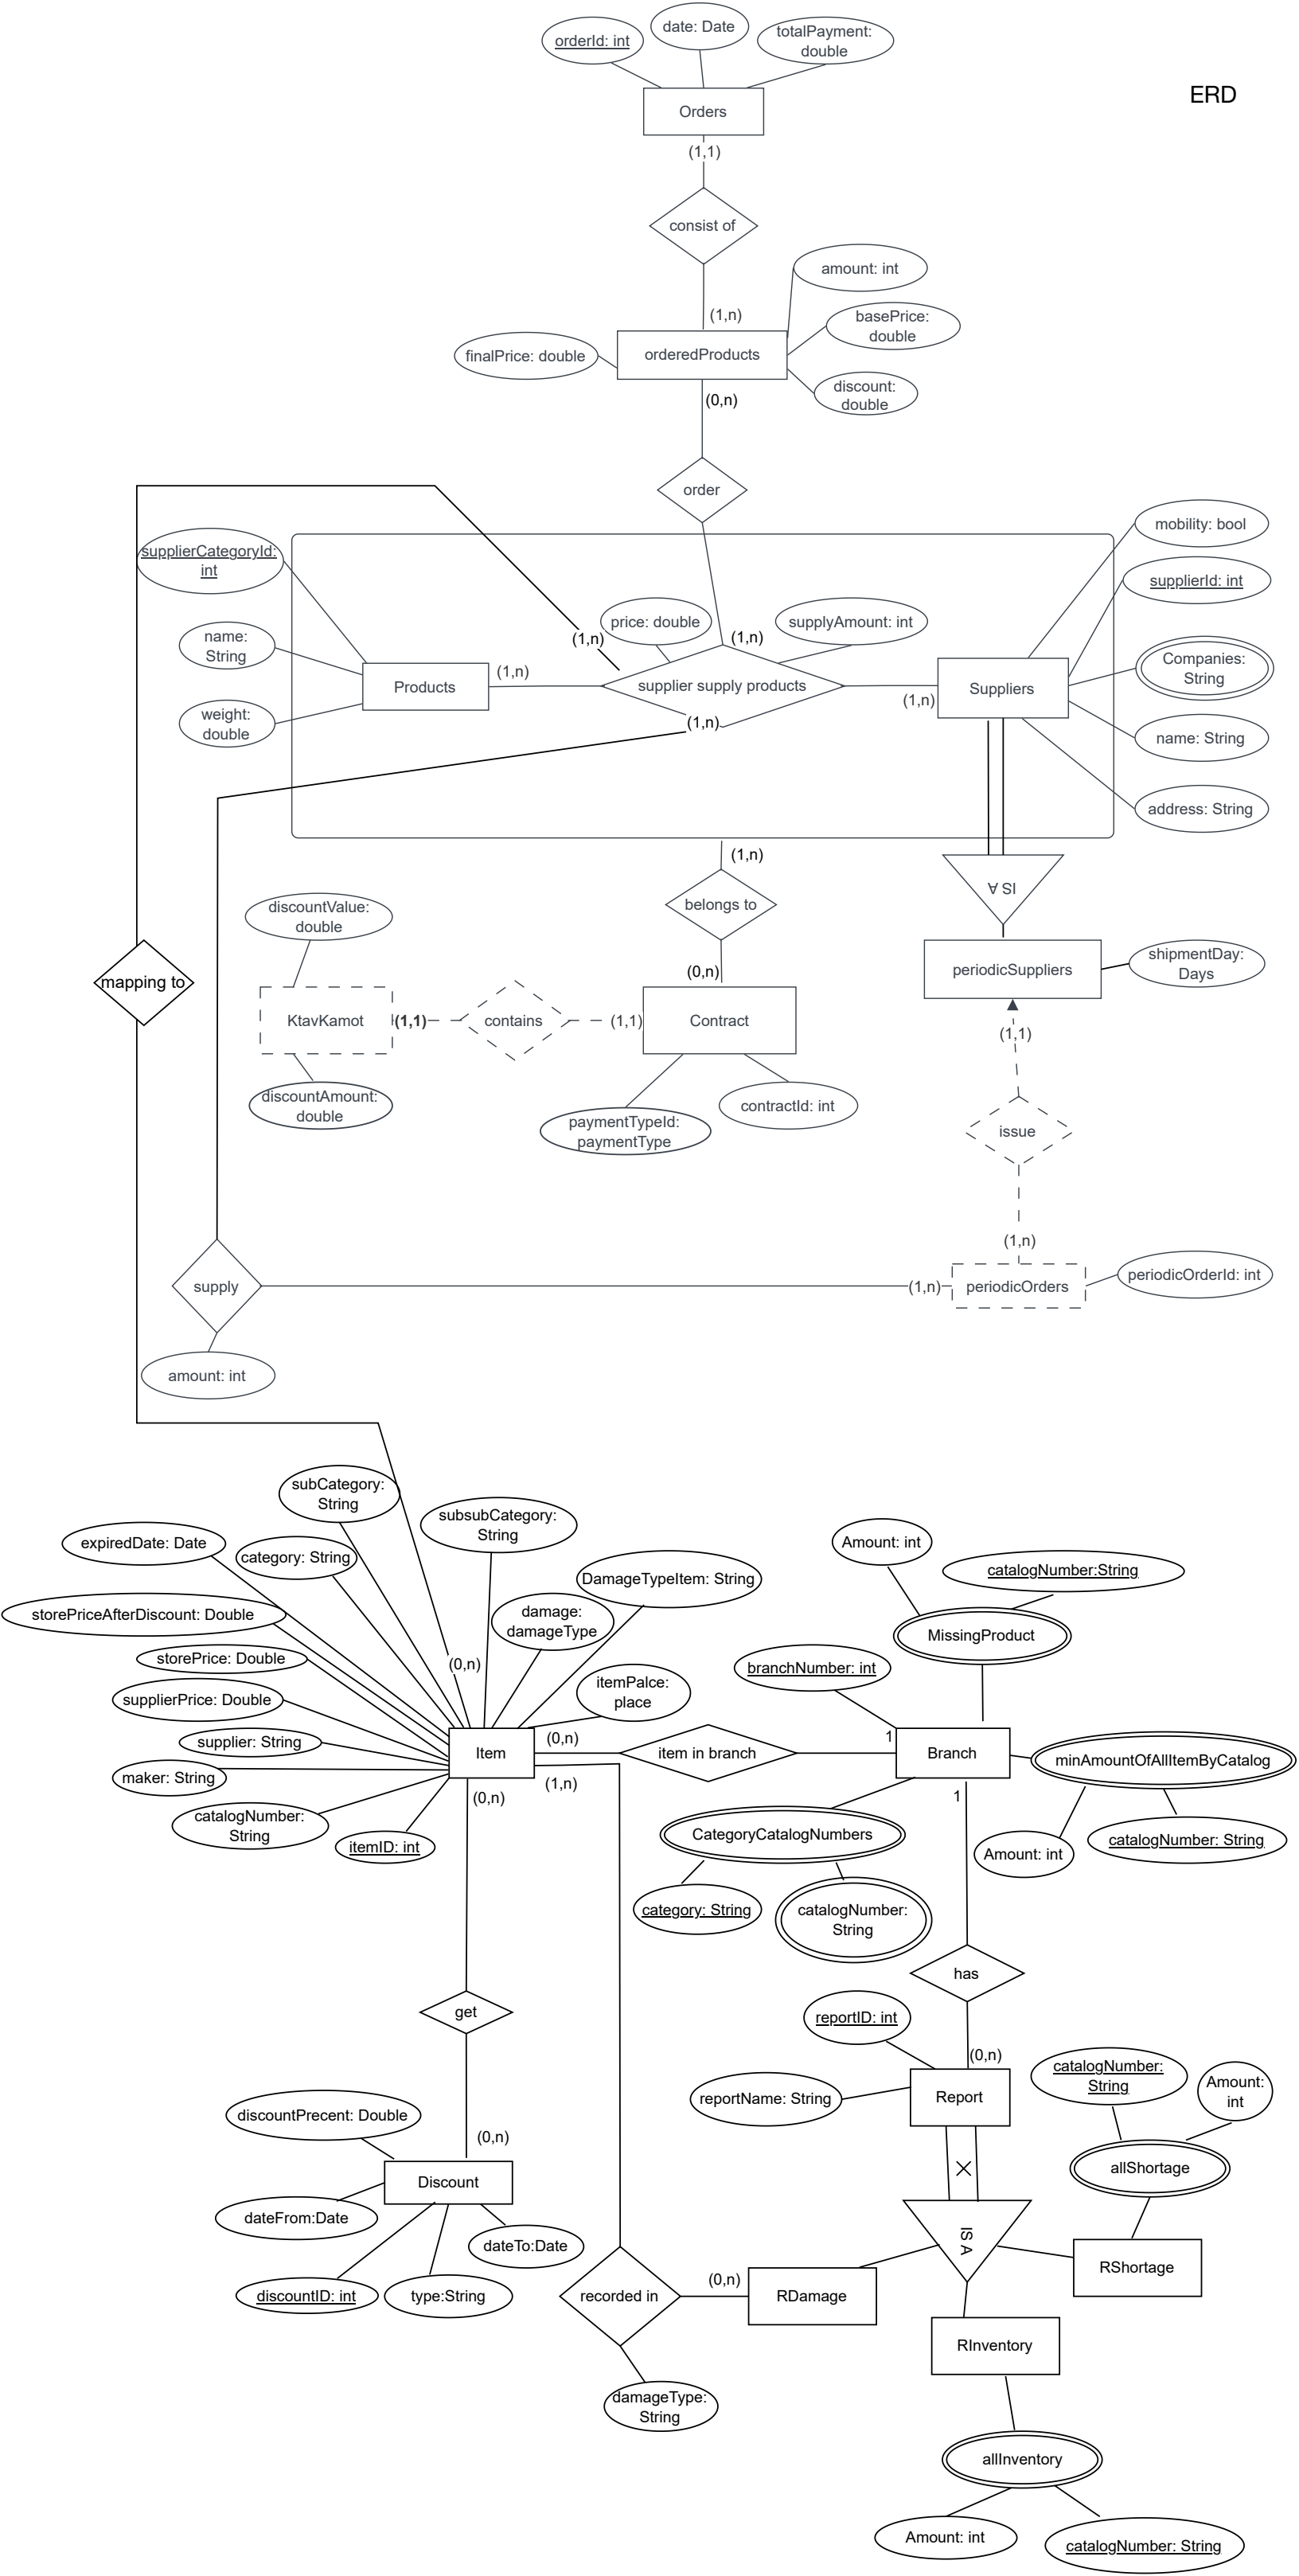 orderId: int
date: Date
totalPayment:
double
ERD
Orders
(1,1)
consist of
amount: int
(1,n)
basePrice:
double
finalPrice: double
orderedProducts
discount:
double
(0,n)
order
mobility: bool
supplierCategoryId:
int
supplierId: int
name:
String
(1,n)
price: double
(1,n)
supplyAmount: int
Companies:
String
Products
(1,n)
supplier supply products
(1,n)
Suppliers
weight:
double
(1,n)
name: String
address: String
(1,n)
IS A
discountValue:
double
belongs to
(0,n)
periodicSuppliers
shipmentDay:
Days
mapping to
KtavKamot
(1,1)
contains
(1,1)
Contract
(1,1)
discountAmount:
double
paymentTypeId:
paymentType
contractId: int
issue
(1,n)
supply
(1,n)
periodicOrders
periodicOrderId: int
amount: int
subCategory:
String
subsubCategory:
String
expiredDate: Date
category: String
Amount: int
catalogNumber:String
DamageTypeItem: String
storePriceAfterDiscount: Double
damage:
damageType
MissingProduct
storePrice: Double
(0,n)
branchNumber: int
supplierPrice: Double
itemPalce:
place
supplier: String
Item
(0,n)
item in branch
1
Branch
minAmountOfAllItemByCatalog
maker: String
(0,n)
(1,n)
1
catalogNumber:
String
itemID: int
CategoryCatalogNumbers
Amount: int
catalogNumber: String
category: String
catalogNumber:
String
has
get
reportID: int
(0,n)
catalogNumber:
String
Amount:
int
reportName: String
Report
discountPrecent: Double
(0,n)
Discount
allShortage
dateFrom:Date
dateTo:Date
IS A
discountID: int
type:String
recorded in
(0,n)
RDamage
RShortage
RInventory
damageType:
String
allInventory
Amount: int
catalogNumber: String